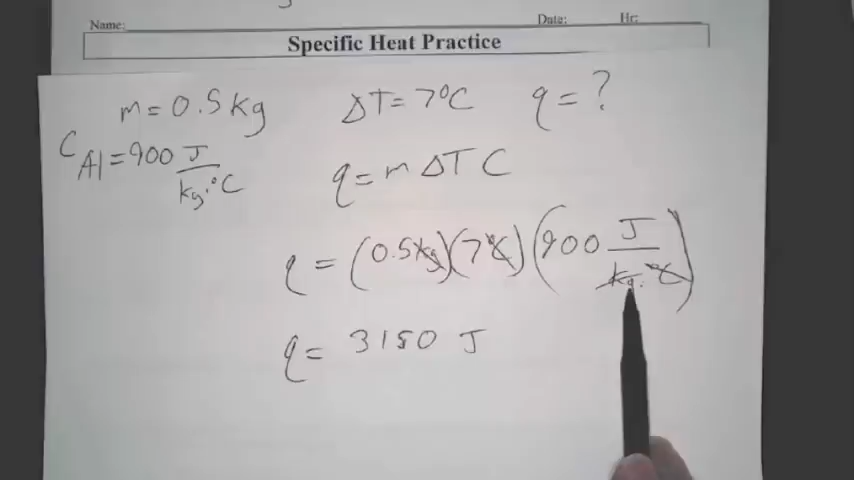 Name: Date: Hr:
Specific Heat Practice
m = 0.5 kg ΔT = 7°C q = ?
C Al = 900 J / kg·°C
q = m ΔT C
q = (0.5 kg)(7°C)(900 J / kg·°C)
q = 3150 J